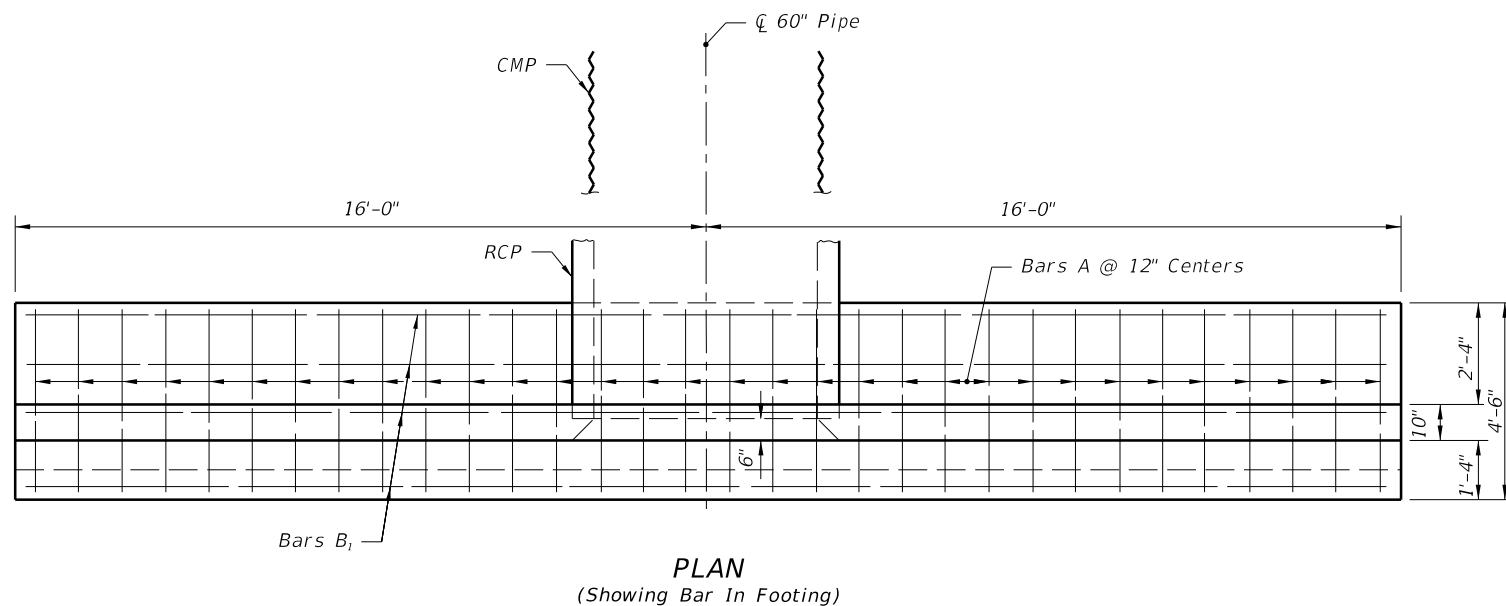 ℄ 60" Pipe
CMP
16'-0"
16'-0"
RCP
Bars A @ 12" Centers
2'-4"
10"
4'-6"
1'-4"
6"
Bars B₁
PLAN
(Showing Bar In Footing)